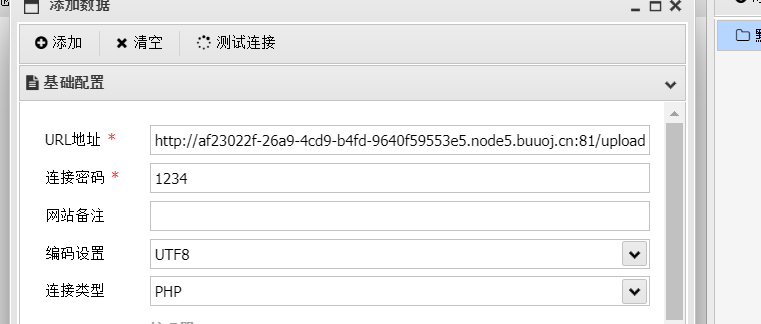 添加数据
添加 清空 测试连接
基础配置
URL地址 *
http://af23022f-26a9-4cd9-b4fd-9640f59553e5.node5.buuoj.cn:81/upload
连接密码 *
1234
网站备注
编码设置
UTF8
连接类型
PHP